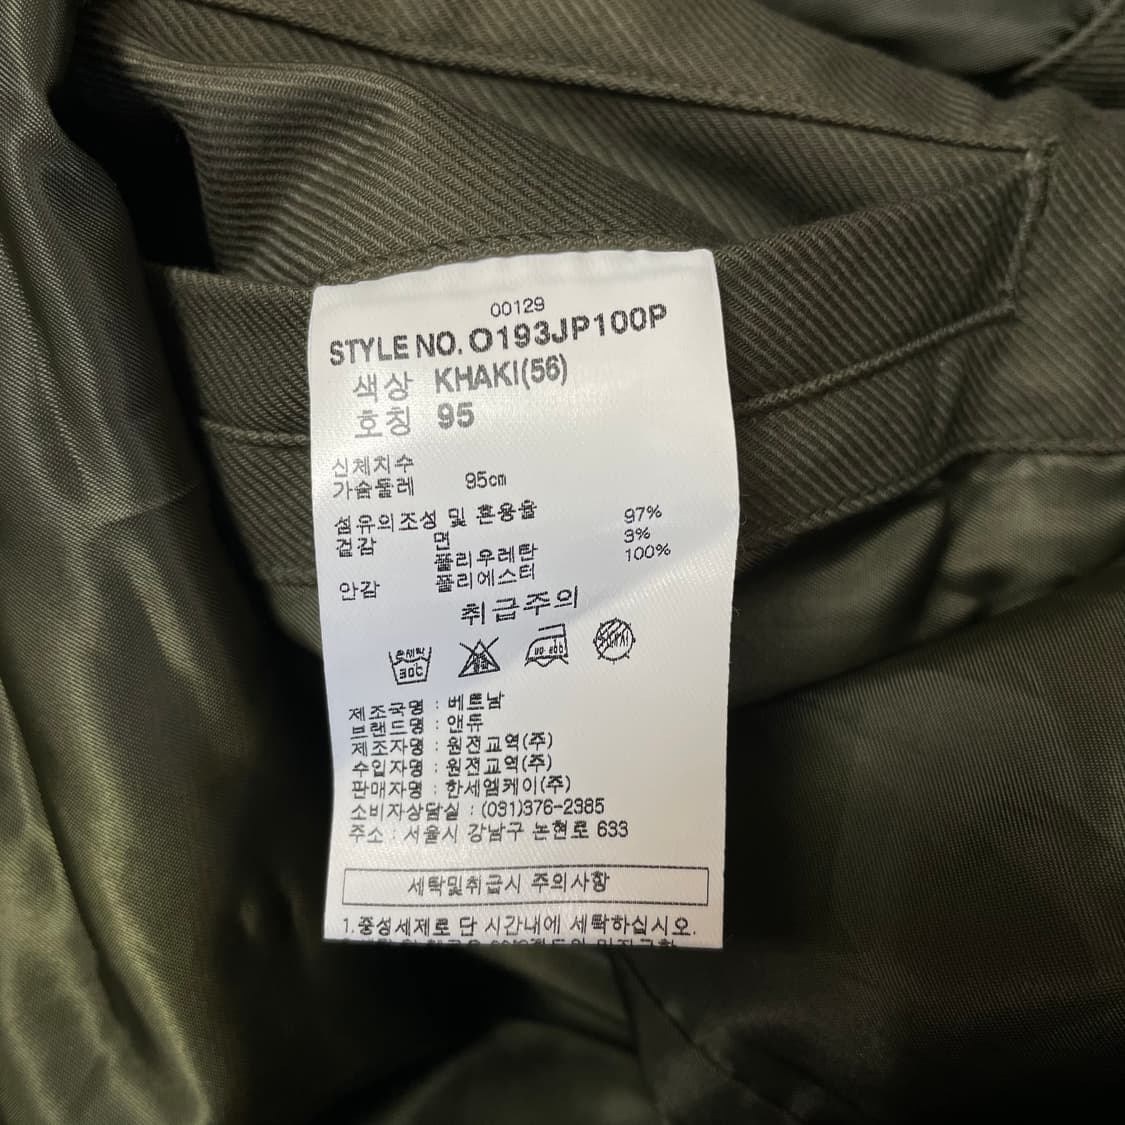 00129
STYLE NO. O193JP100P
색상 KHAKI(56)
호칭 95
신체치수
가슴둘레 95cm
섬유의조성 및 혼용율
겉감 면 97%
폴리우레탄 3%
안감 폴리에스터 100%
취급주의
손세탁
30℃
제조국명 : 베트남
브랜드명 : 앤듀
제조자명 : 원전교역(주)
수입자명 : 원전교역(주)
판매자명 : 한세엠케이(주)
소비자상담실 : (031)376-2385
주소 : 서울시 강남구 논현로 633
세탁및취급시 주의사항
1.중성세제로 단 시간내에 세탁하십시오.